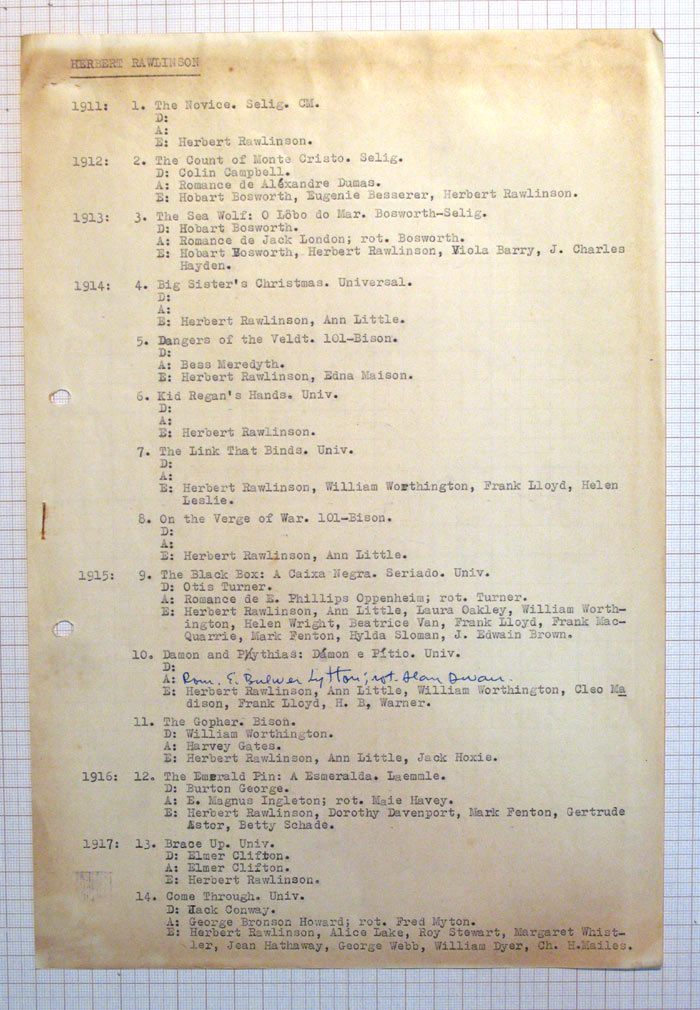 HERBERT RAWLINSON
1911: 1. The Novice. Selig. CM.
D:
A:
E: Herbert Rawlinson.
1912: 2. The Count of Monte Cristo. Selig.
D: Colin Campbell.
A: Romance de Aléxandre Dumas.
E: Hobart Bosworth, Eugenie Besserer, Herbert Rawlinson.
1913: 3. The Sea Wolf: O Lôbo do Mar. Bosworth-Selig.
D: Hobart Bosworth.
A: Romance de Jack London; rot. Bosworth.
E: Hobart Bosworth, Herbert Rawlinson, Viola Barry, J. Charles
Hayden.
1914: 4. Big Sister's Christmas. Universal.
D:
A:
E: Herbert Rawlinson, Ann Little.
5. Dangers of the Veldt. 101-Bison.
D:
A: Bess Meredyth.
E: Herbert Rawlinson, Edna Maison.
6. Kid Regan's Hands. Univ.
D:
A:
E: Herbert Rawlinson.
7. The Link That Binds. Univ.
D:
A:
E: Herbert Rawlinson, William Worthington, Frank Lloyd, Helen
Leslie.
8. On the Verge of War. 101-Bison.
D:
A:
E: Herbert Rawlinson, Ann Little.
1915: 9. The Black Box: A Caixa Negra. Seriado. Univ.
D: Otis Turner.
A: Romance de E. Phillips Oppenheim; rot. Turner.
E: Herbert Rawlinson, Ann Little, Laura Oakley, William Worth-
ington, Helen Wright, Beatrice Van, Frank Lloyd, Frank Mac-
Quarrie, Mark Fenton, Hylda Sloman, J. Edwain Brown.
10. Damon and Pythias: Dámon e Pítio. Univ.
D:
A: Rom. E. Bulwer Lytton; rot. Alan Dwan.
E: Herbert Rawlinson, Ann Little, William Worthington, Cleo Ma
dison, Frank Lloyd, H. B, Warner.
11. The Gopher. Bison.
D: William Worthington.
A: Harvey Gates.
E: Herbert Rawlinson, Ann Little, Jack Hoxie.
1916: 12. The Emerald Pin: A Esmeralda. Laemmle.
D: Burton George.
A: E. Magnus Ingleton; rot. Maie Havey.
E: Herbert Rawlinson, Dorothy Davenport, Mark Fenton, Gertrude
Astor, Betty Schade.
1917: 13. Brace Up. Univ.
D: Elmer Clifton.
A: Elmer Clifton.
E: Herbert Rawlinson.
14. Come Through. Univ.
D: Jack Conway.
A: George Bronson Howard; rot. Fred Myton.
E: Herbert Rawlinson, Alice Lake, Roy Stewart, Margaret Whist-
ler, Jean Hathaway, George Webb, William Dyer, Ch. H.Mailes.